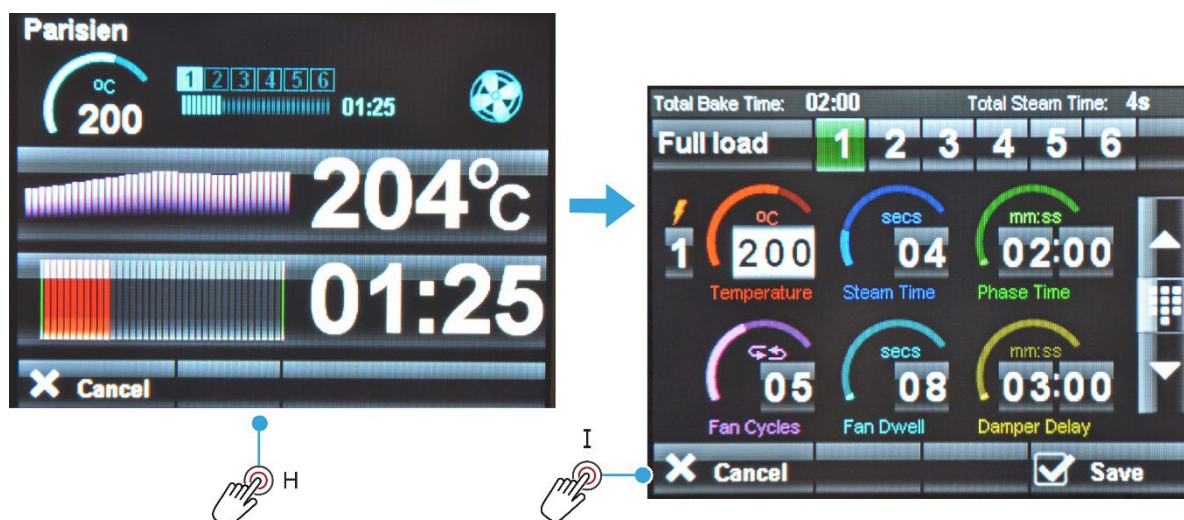 Parisien
°C
200
1 2 3 4 5 6
01:25
204°C
01:25
Cancel
H
Total Bake Time: 02:00 Total Steam Time: 4s
Full load 1 2 3 4 5 6
1
°C
200
Temperature
secs
04
Steam Time
mm:ss
02:00
Phase Time
05
Fan Cycles
secs
08
Fan Dwell
mm:ss
03:00
Damper Delay
I
Cancel Save